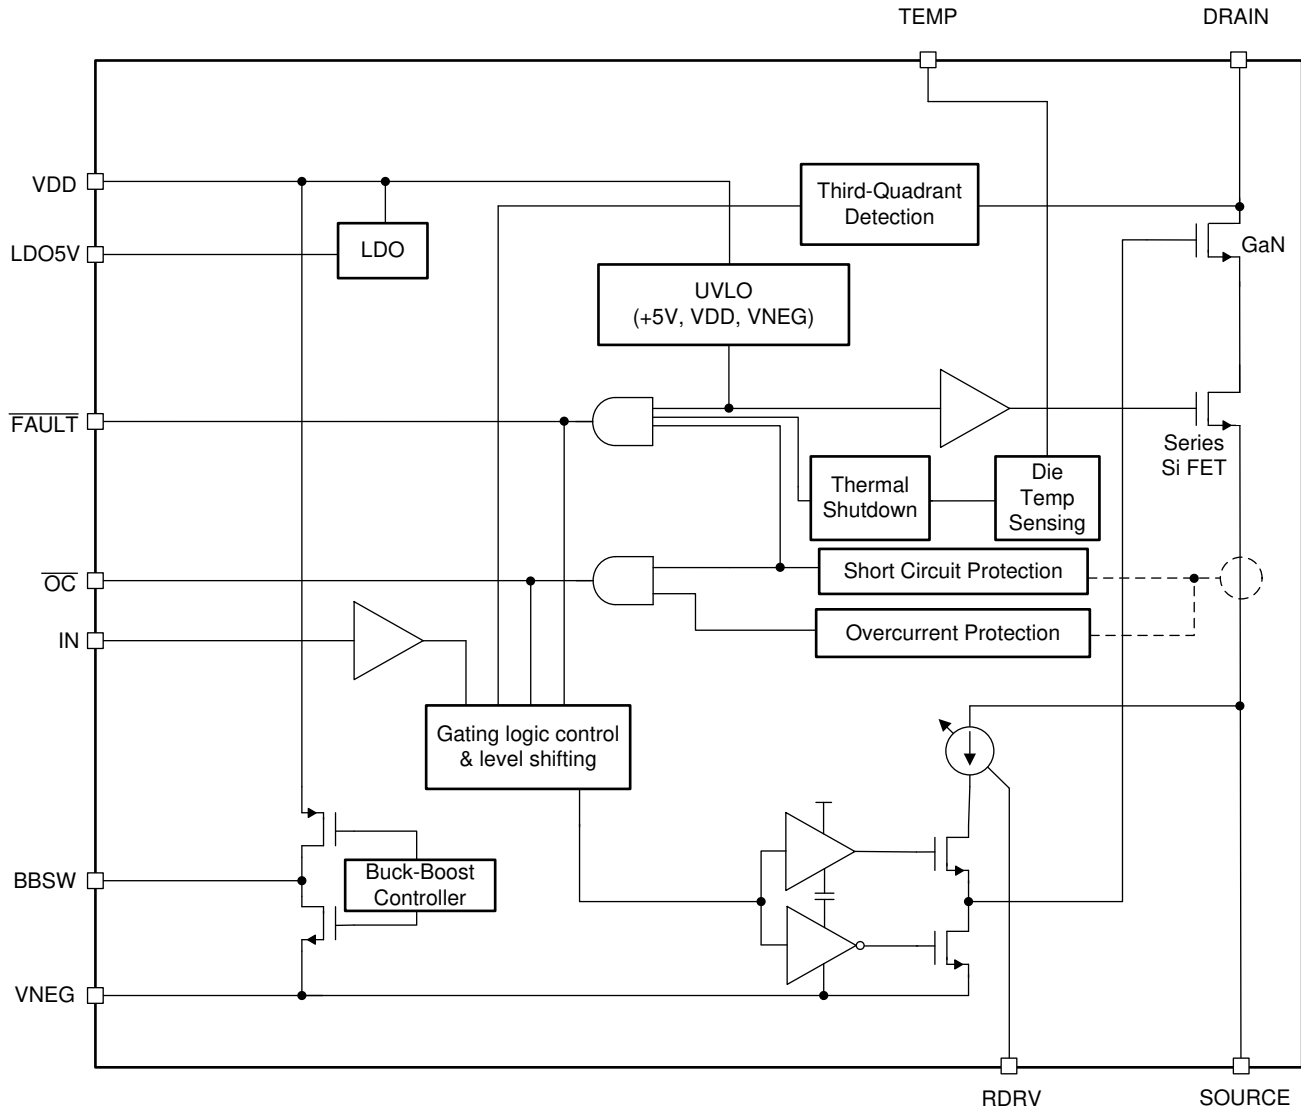 TEMP
DRAIN
VDD
Third-Quadrant
Detection
LDO5V
LDO
GaN
UVLO
(+5V, VDD, VNEG)
FAULT
Series
Si FET
Thermal
Shutdown
Die
Temp
Sensing
OC
Short Circuit Protection
IN
Overcurrent Protection
Gating logic control
& level shifting
BBSW
Buck-Boost
Controller
VNEG
RDRV
SOURCE